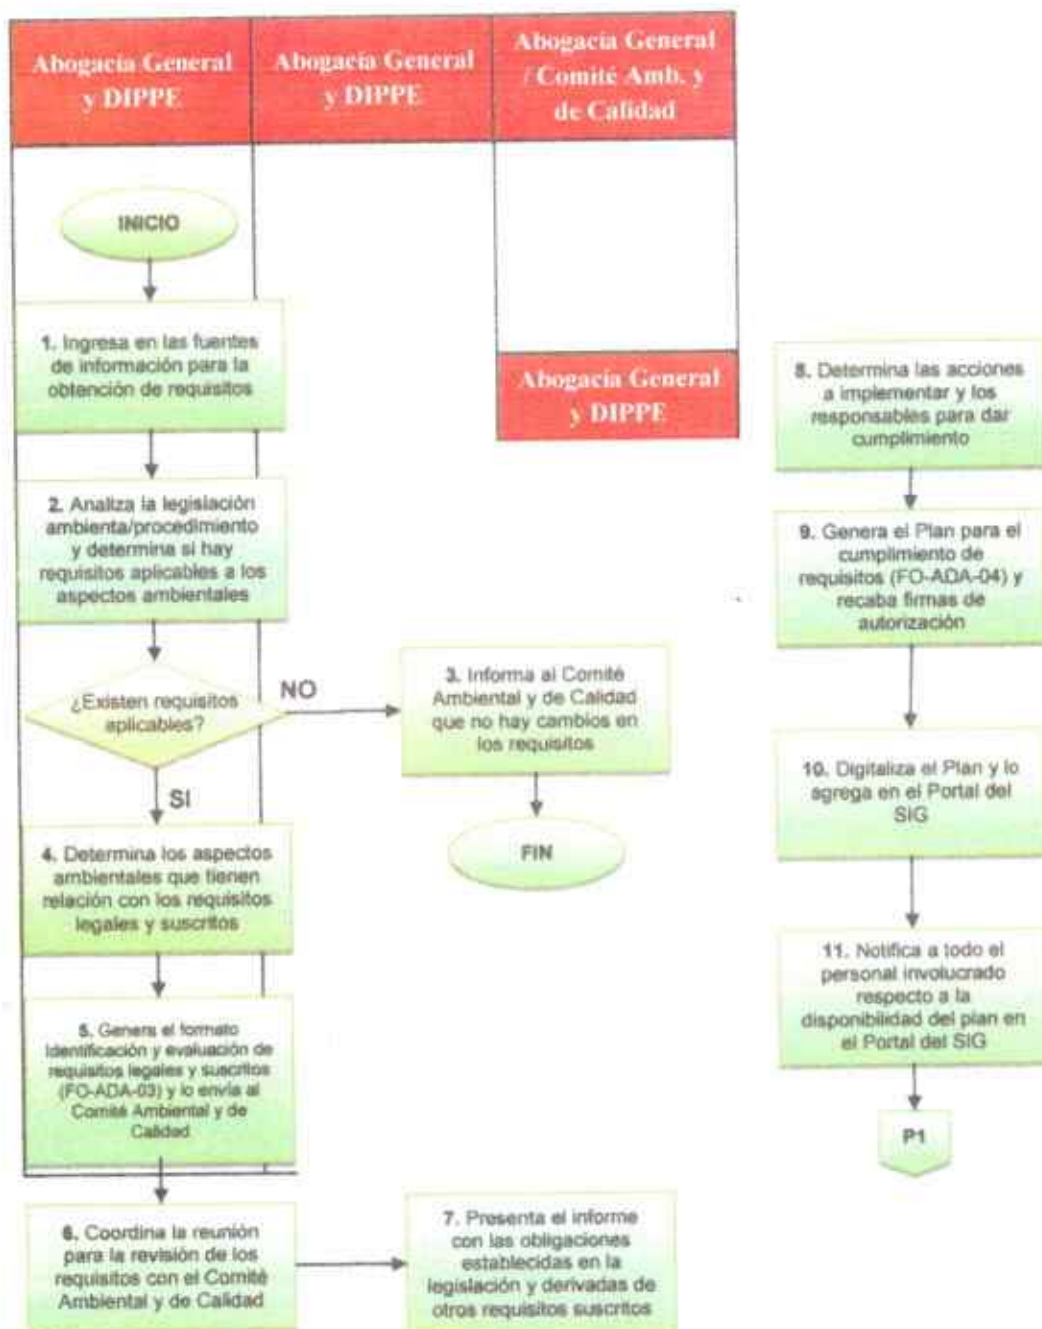 Abogacía General
y DIPPE
Abogacía General
y DIPPE
Abogacía General
/ Comité Amb. y
de Calidad
INICIO
1. Ingresa en las fuentes
de información para la
obtención de requisitos
Abogacía General
y DIPPE
2. Analiza la legislación
ambienta/procedimiento
y determina si hay
requisitos aplicables a los
aspectos ambientales
¿Existen requisitos
aplicables?
NO
3. Informa al Comité
Ambiental y de Calidad
que no hay cambios en
los requisitos
FIN
SI
4. Determina los aspectos
ambientales que tienen
relación con los requisitos
legales y suscritos
5. Genera el formato
Identificación y evaluación de
requisitos legales y suscritos
(FO-ADA-03) y lo envía al
Comité Ambiental y de
Calidad
6. Coordina la reunión
para la revisión de los
requisitos con el Comité
Ambiental y de Calidad
7. Presenta el informe
con las obligaciones
establecidas en la
legislación y derivadas de
otros requisitos suscritos
8. Determina las acciones
a implementar y los
responsables para dar
cumplimiento
9. Genera el Plan para el
cumplimiento de
requisitos (FO-ADA-04) y
recaba firmas de
autorización
10. Digitaliza el Plan y lo
agrega en el Portal del
SIG
11. Notifica a todo el
personal involucrado
respecto a la
disponibilidad del plan en
el Portal del SIG
P1